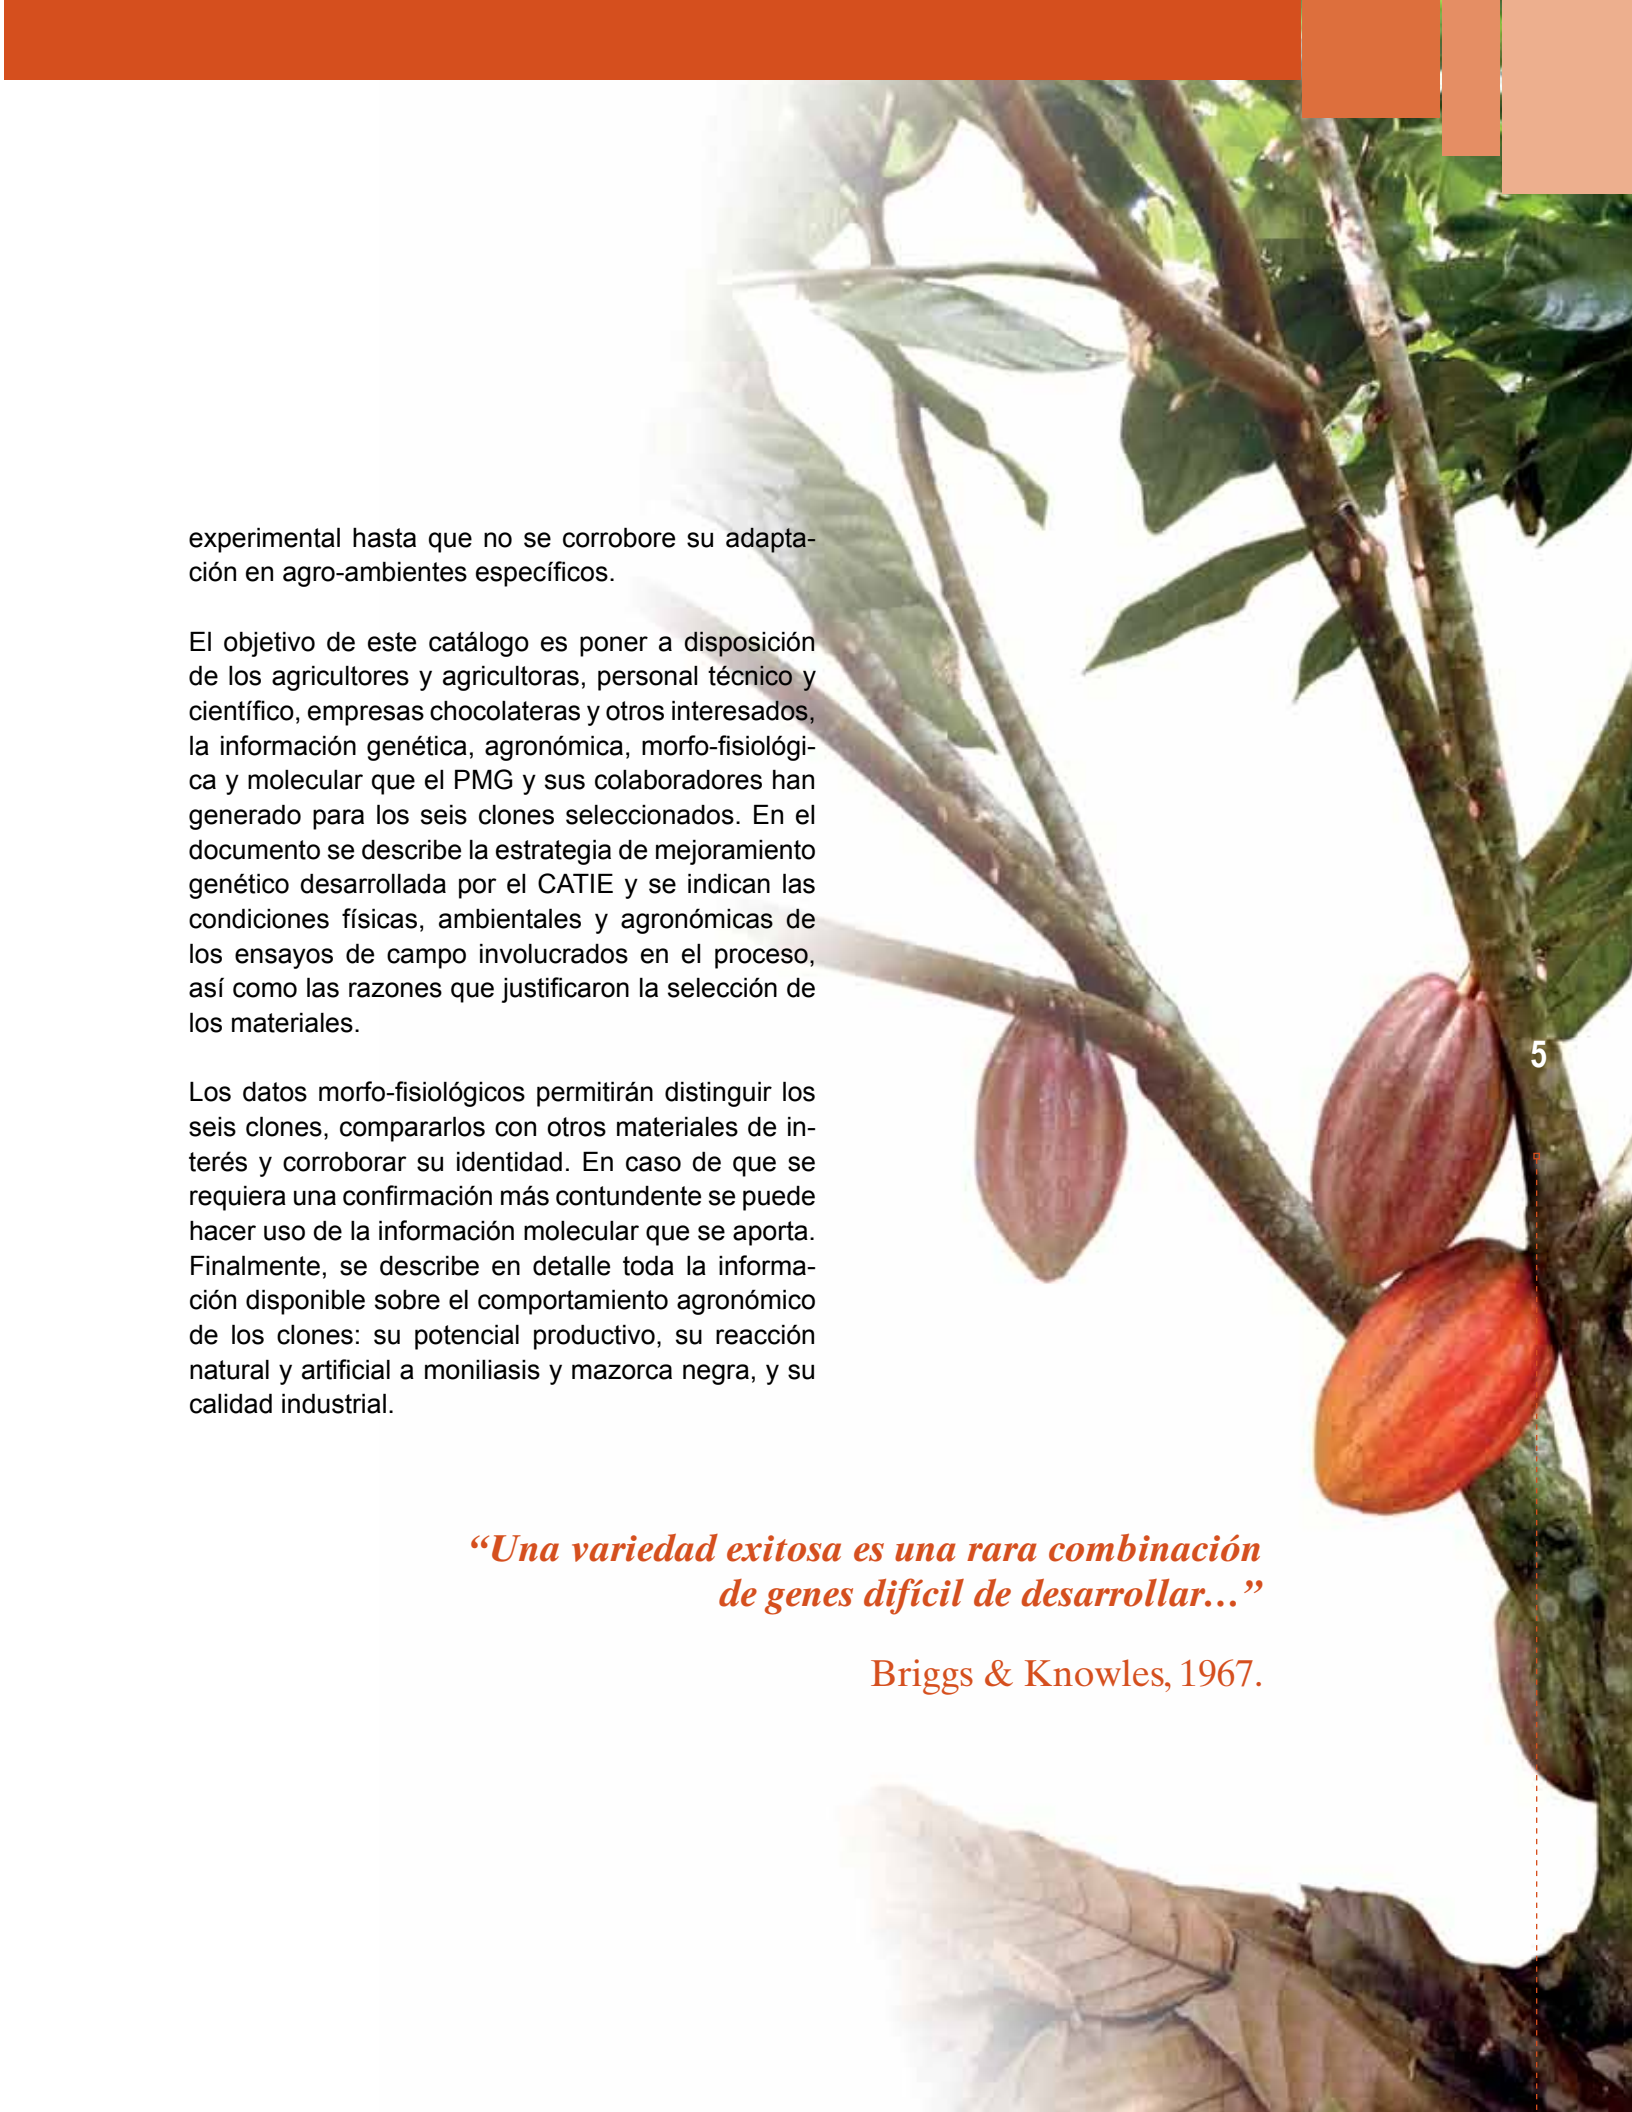 experimental hasta que no se corrobore su adapta-
ción en agro-ambientes específicos.
El objetivo de este catálogo es poner a disposición
de los agricultores y agricultoras, personal técnico y
científico, empresas chocolateras y otros interesados,
la información genética, agronómica, morfo-fisiológi-
ca y molecular que el PMG y sus colaboradores han
generado para los seis clones seleccionados. En el
documento se describe la estrategia de mejoramiento
genético desarrollada por el CATIE y se indican las
condiciones físicas, ambientales y agronómicas de
los ensayos de campo involucrados en el proceso,
así como las razones que justificaron la selección de
los materiales.
Los datos morfo-fisiológicos permitirán distinguir los
seis clones, compararlos con otros materiales de in-
terés y corroborar su identidad. En caso de que se
requiera una confirmación más contundente se puede
hacer uso de la información molecular que se aporta.
Finalmente, se describe en detalle toda la informa-
ción disponible sobre el comportamiento agronómico
de los clones: su potencial productivo, su reacción
natural y artificial a moniliasis y mazorca negra, y su
calidad industrial.
“Una variedad exitosa es una rara combinación
de genes difícil de desarrollar…”
Briggs & Knowles, 1967.
5